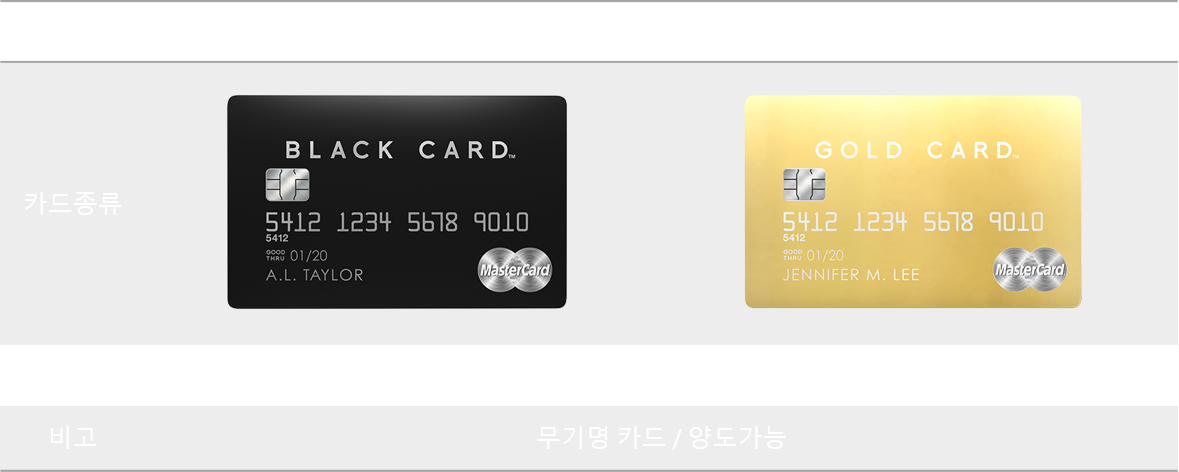 카드종류
BLACK CARD™
5412 1234 5678 9010
5412
GOOD THRU 01/20
A.L. TAYLOR
MasterCard
GOLD CARD™
5412 1234 5678 9010
5412
GOOD THRU 01/20
JENNIFER M. LEE
MasterCard
비고
무기명 카드 / 양도가능